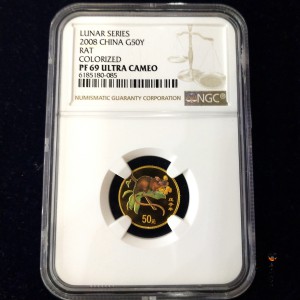 LUNAR SERIES
2008 CHINA G50Y
RAT
COLORIZED
PF 69 ULTRA CAMEO
6185180-085
NUMISMATIC GUARANTY CORPORATION
NGC
50元